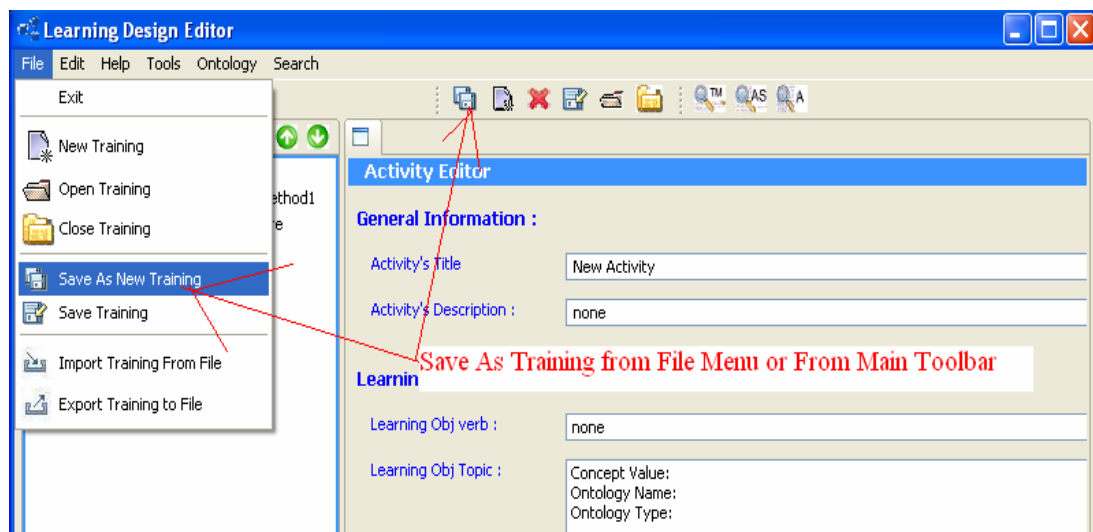 Learning Design Editor
File Edit Help Tools Ontology Search
Exit
New Training
Open Training
Close Training
Save As New Training
Save Training
Import Training From File
Export Training to File
TM AS A
ethod1
e
Activity Editor
General Information :
Activity's Title
New Activity
Activity's Description :
none
Save As Training from File Menu or From Main Toolbar
Learnin
Learning Obj verb :
none
Learning Obj Topic :
Concept Value:
Ontology Name:
Ontology Type: